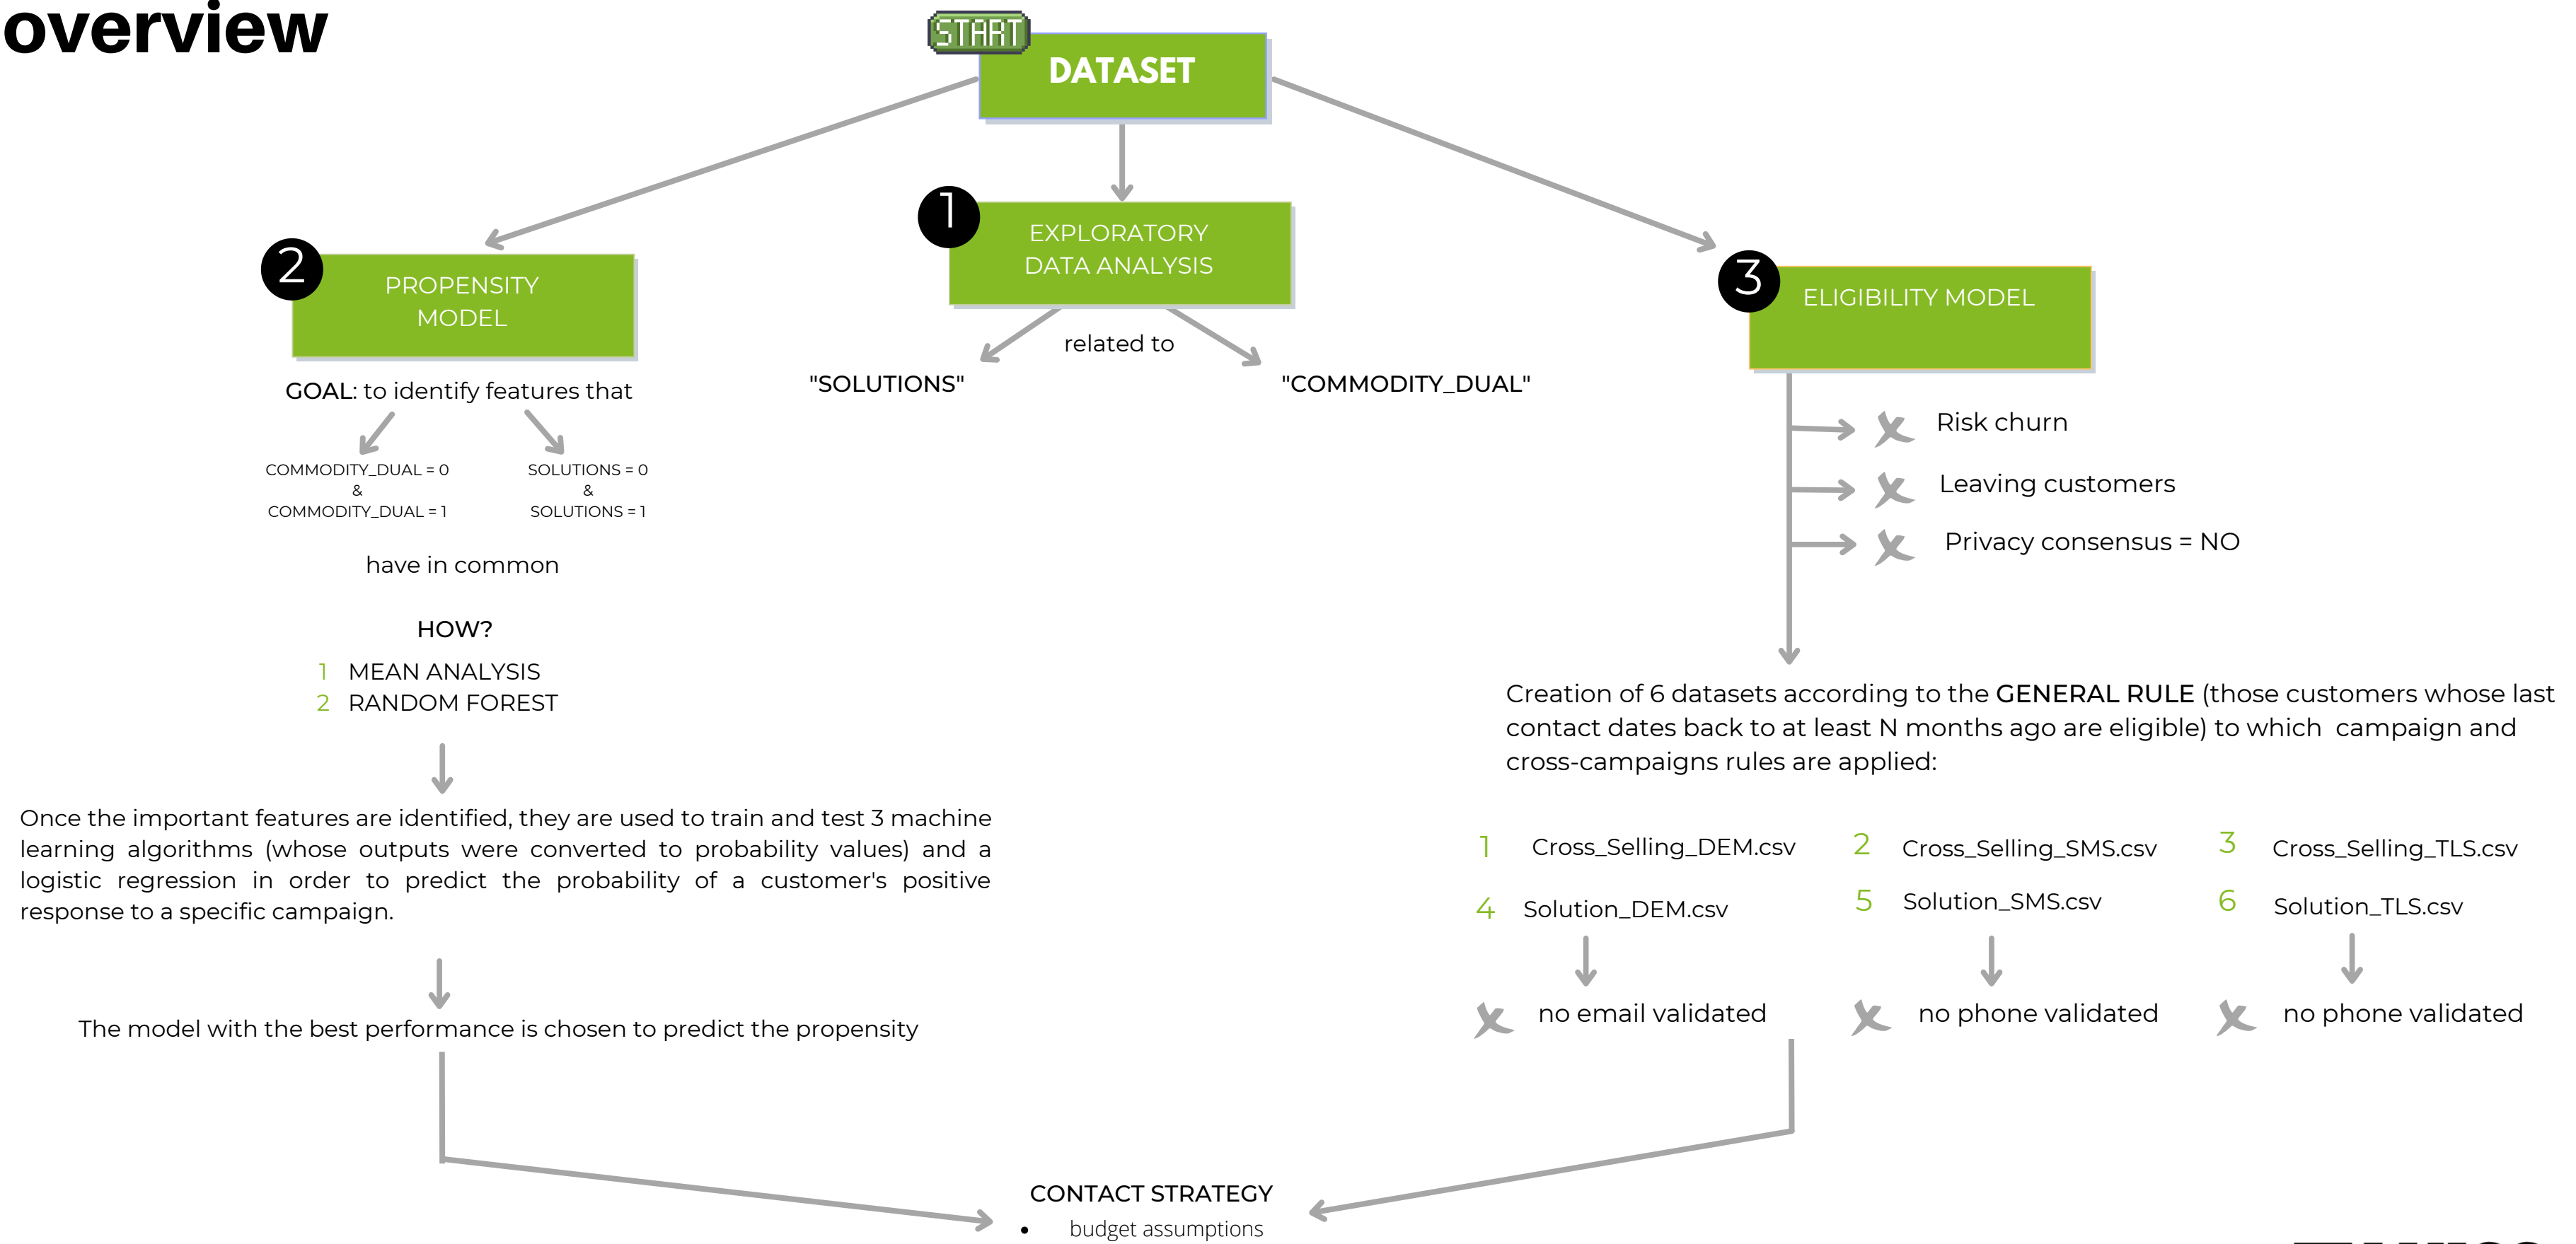 overview
START
DATASET
1
EXPLORATORY
DATA ANALYSIS
related to
"SOLUTIONS"
"COMMODITY_DUAL"
2
PROPENSITY
MODEL
GOAL: to identify features that
COMMODITY_DUAL = 0
&
COMMODITY_DUAL = 1
SOLUTIONS = 0
&
SOLUTIONS = 1
have in common
HOW?
1 MEAN ANALYSIS
2 RANDOM FOREST
Once the important features are identified, they are used to train and test 3 machine
learning algorithms (whose outputs were converted to probability values) and a
logistic regression in order to predict the probability of a customer's positive
response to a specific campaign.
The model with the best performance is chosen to predict the propensity
3
ELIGIBILITY MODEL
Risk churn
Leaving customers
Privacy consensus = NO
Creation of 6 datasets according to the GENERAL RULE (those customers whose last
contact dates back to at least N months ago are eligible) to which campaign and
cross-campaigns rules are applied:
1 Cross_Selling_DEM.csv
2 Cross_Selling_SMS.csv
3 Cross_Selling_TLS.csv
4 Solution_DEM.csv
5 Solution_SMS.csv
6 Solution_TLS.csv
no email validated
no phone validated
no phone validated
CONTACT STRATEGY
• budget assumptions